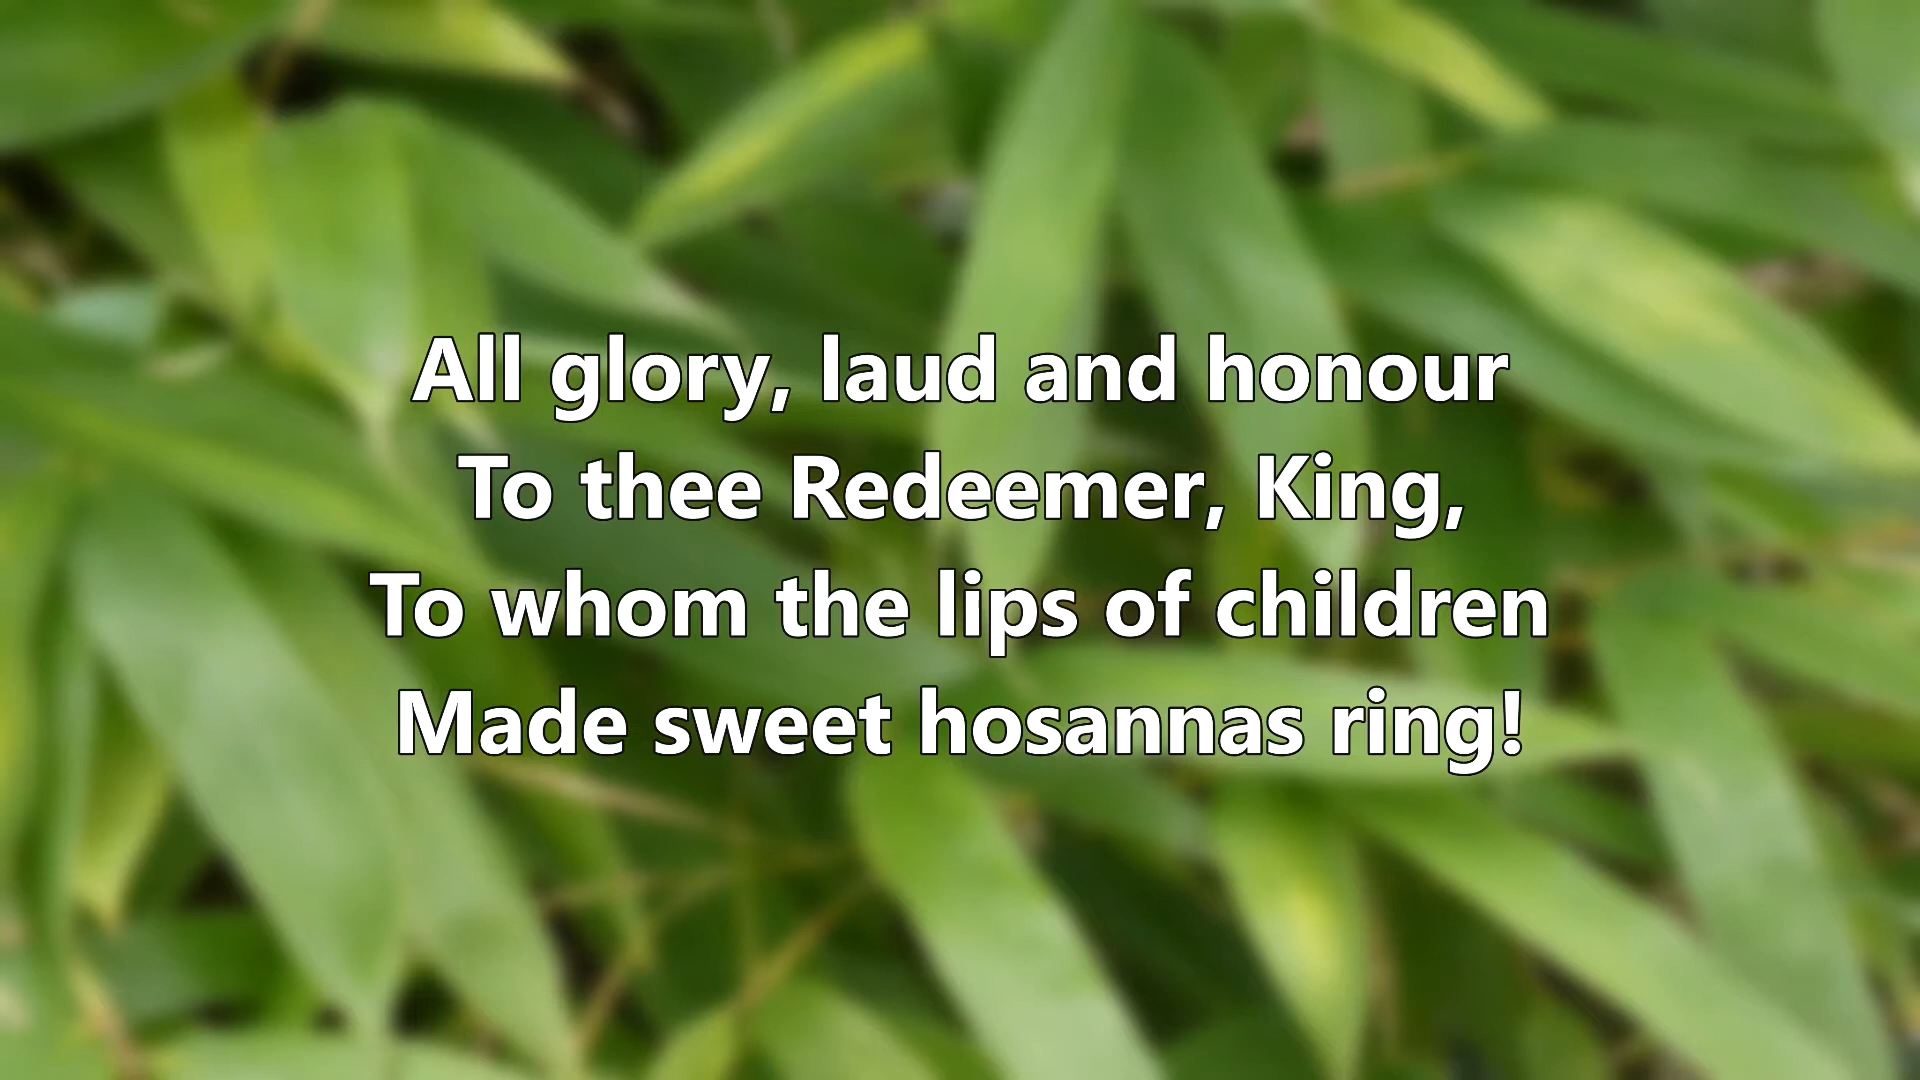 All glory, laud and honour
To thee Redeemer, King,
To whom the lips of children
Made sweet hosannas ring!